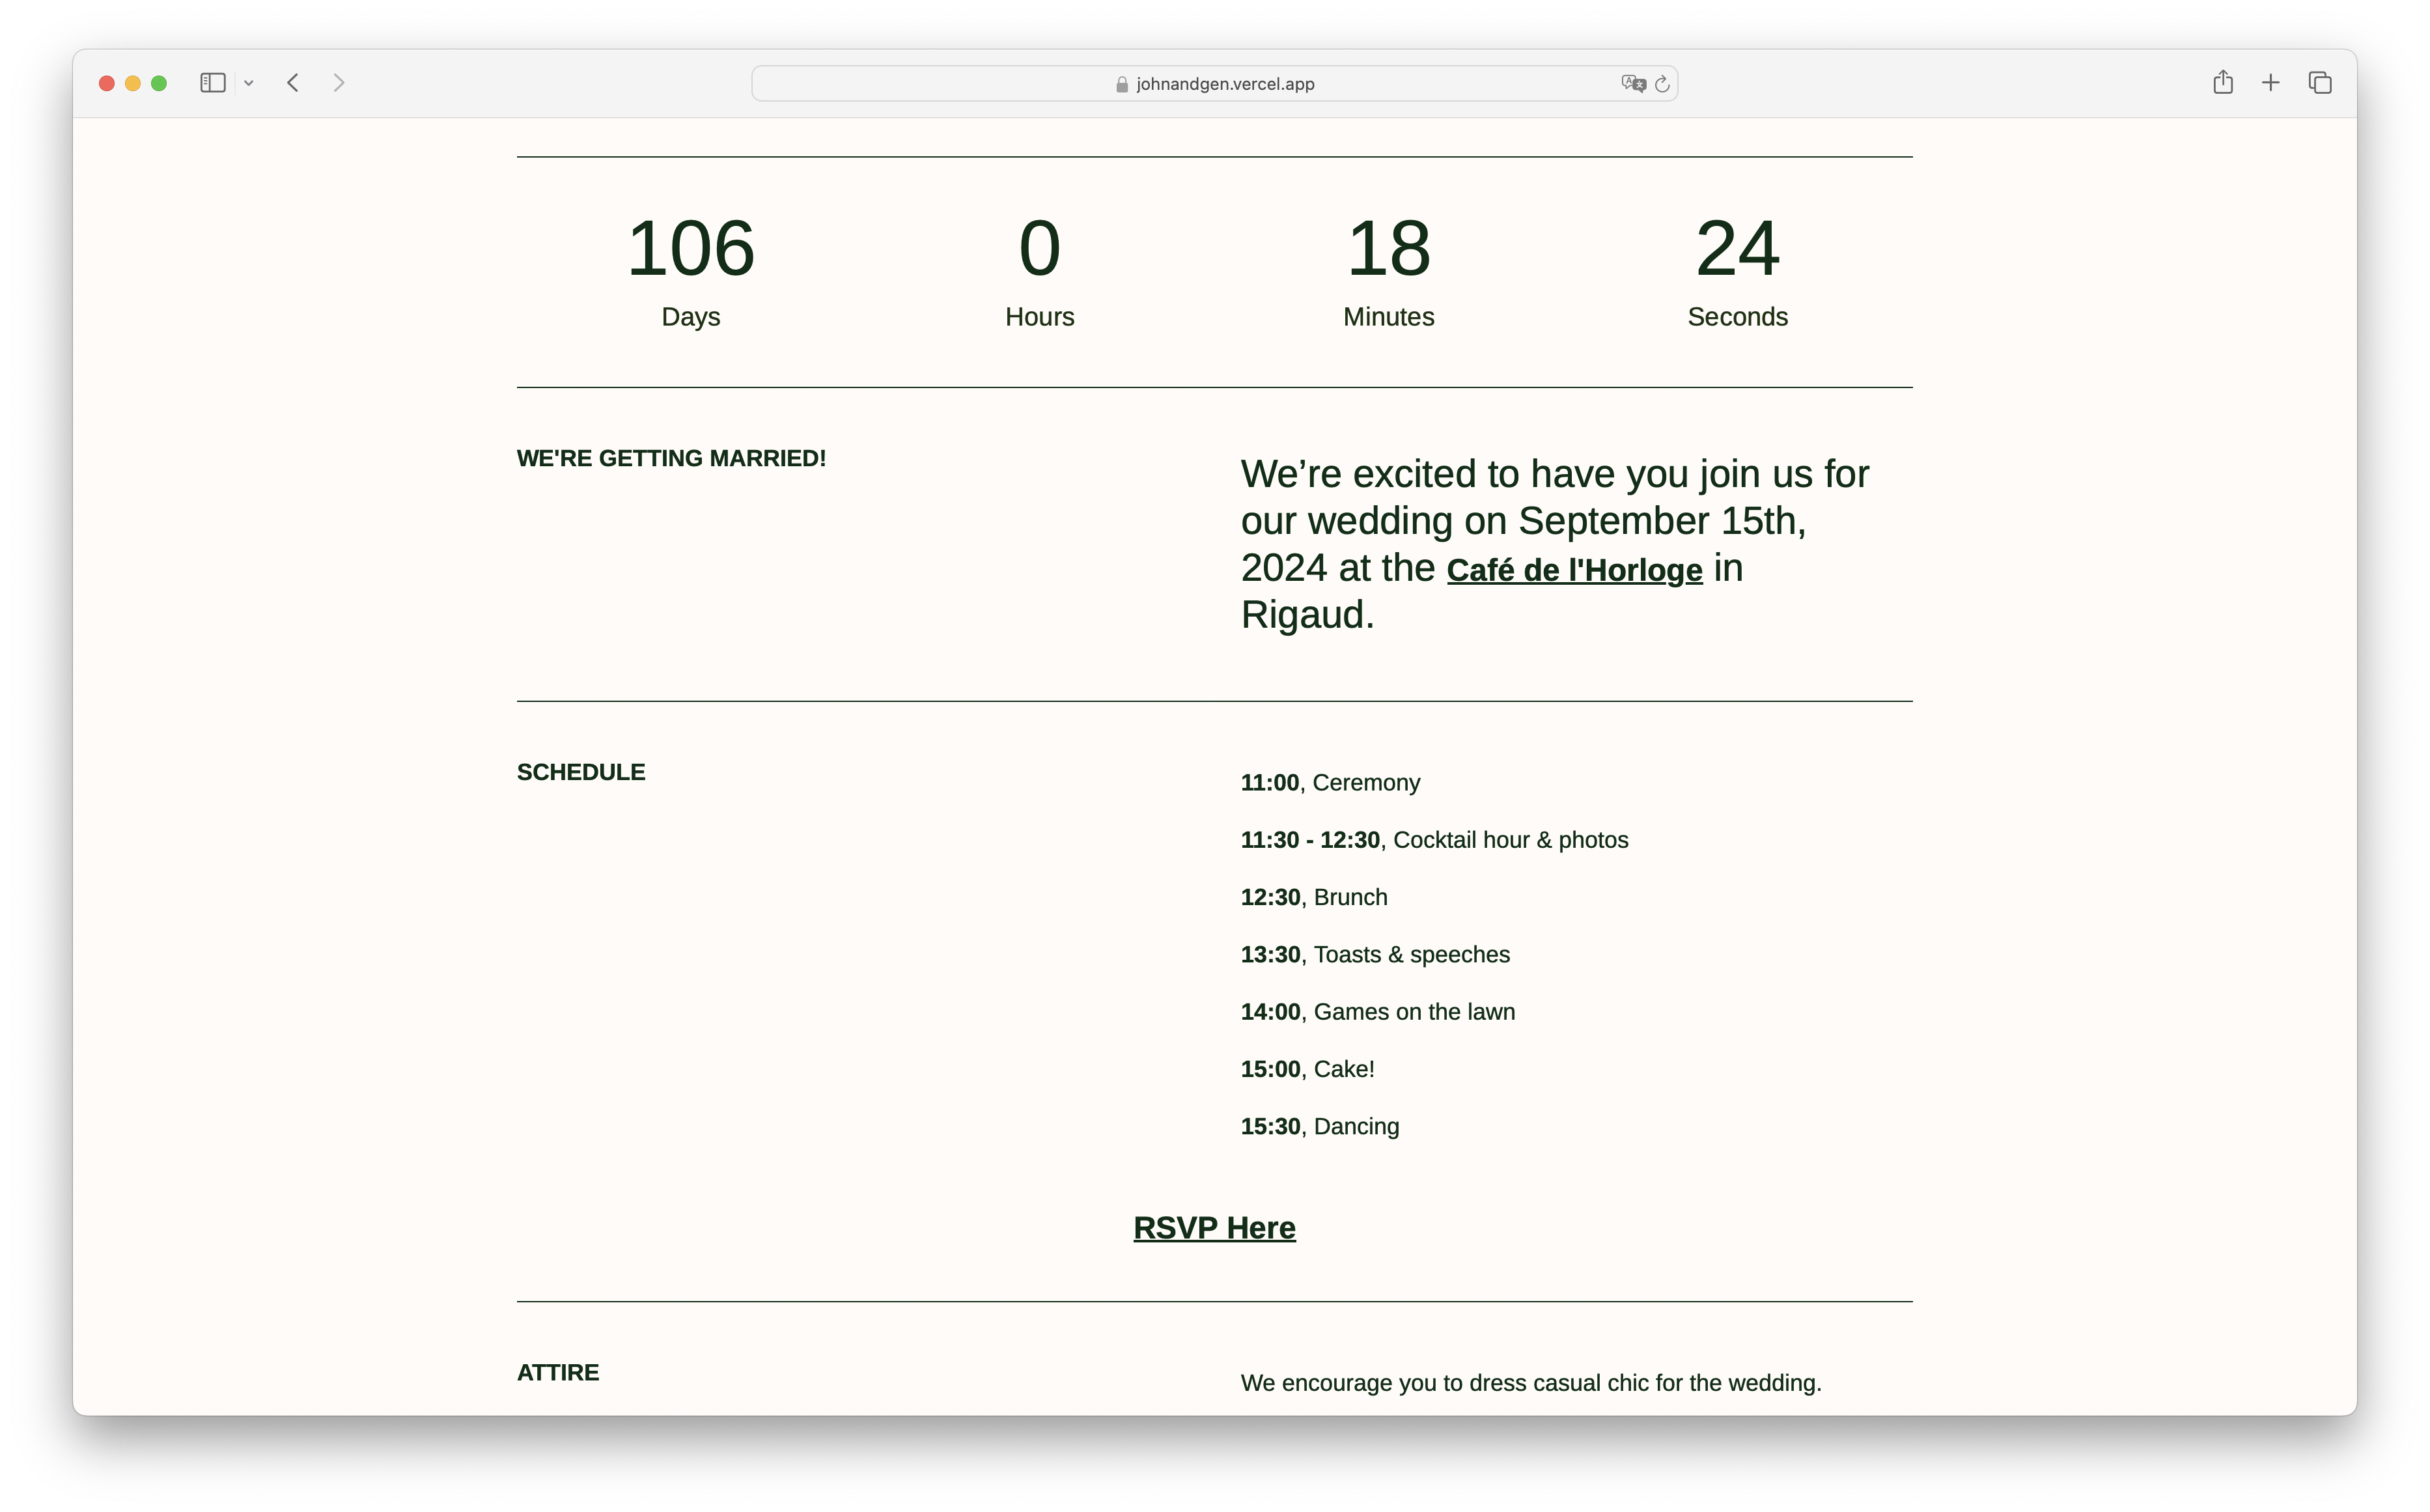 johnandgen.vercel.app
106
0
18
24
Days
Hours
Minutes
Seconds
WE'RE GETTING MARRIED!
We’re excited to have you join us for
our wedding on September 15th,
2024 at the Café de l'Horloge in
Rigaud.
SCHEDULE
11:00, Ceremony
11:30 - 12:30, Cocktail hour & photos
12:30, Brunch
13:30, Toasts & speeches
14:00, Games on the lawn
15:00, Cake!
15:30, Dancing
RSVP Here
ATTIRE
We encourage you to dress casual chic for the wedding.